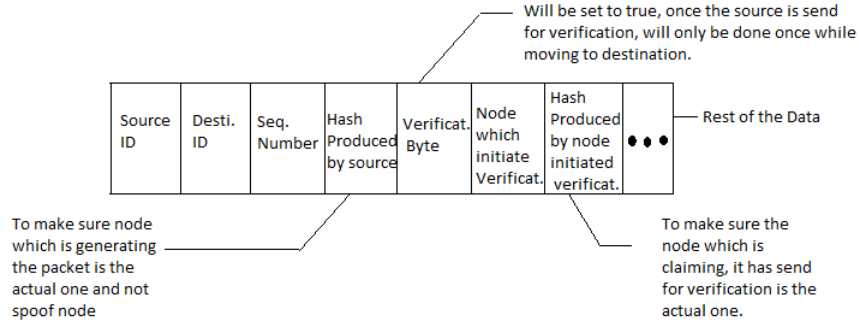 Will be set to true, once the source is send
for verification, will only be done once while
moving to destination.
Source
ID
Desti.
ID
Seq.
Number
Hash
Produced
by source
Verificat.
Byte
Node
which
initiate
Verificat.
Hash
Produced
by node
initiated
verificat.
Rest of the Data
To make sure node
which is generating
the packet is the
actual one and not
spoof node
To make sure the
node which is
claiming, it has send
for verification is the
actual one.